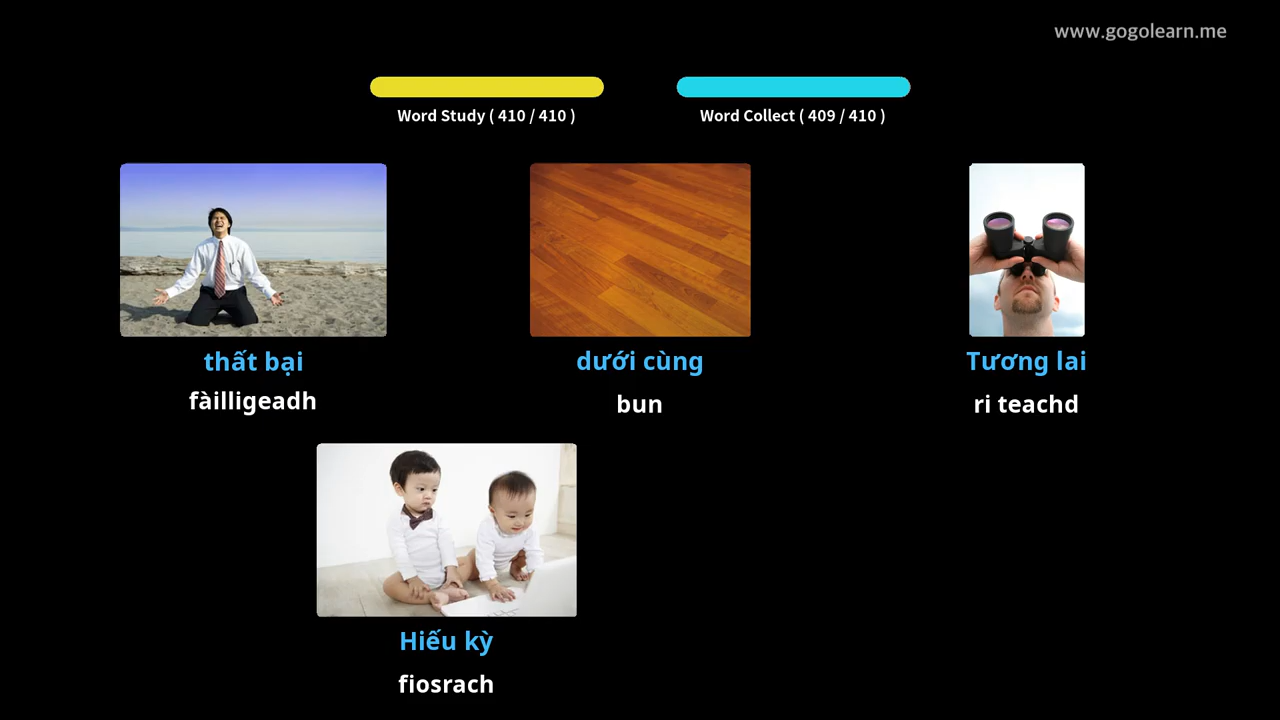 www.gogolearn.me
Word Study ( 410 / 410 )
Word Collect ( 409 / 410 )
thất bại
fàilligeadh
dưới cùng
bun
Tương lai
ri teachd
Hiếu kỳ
fiosrach